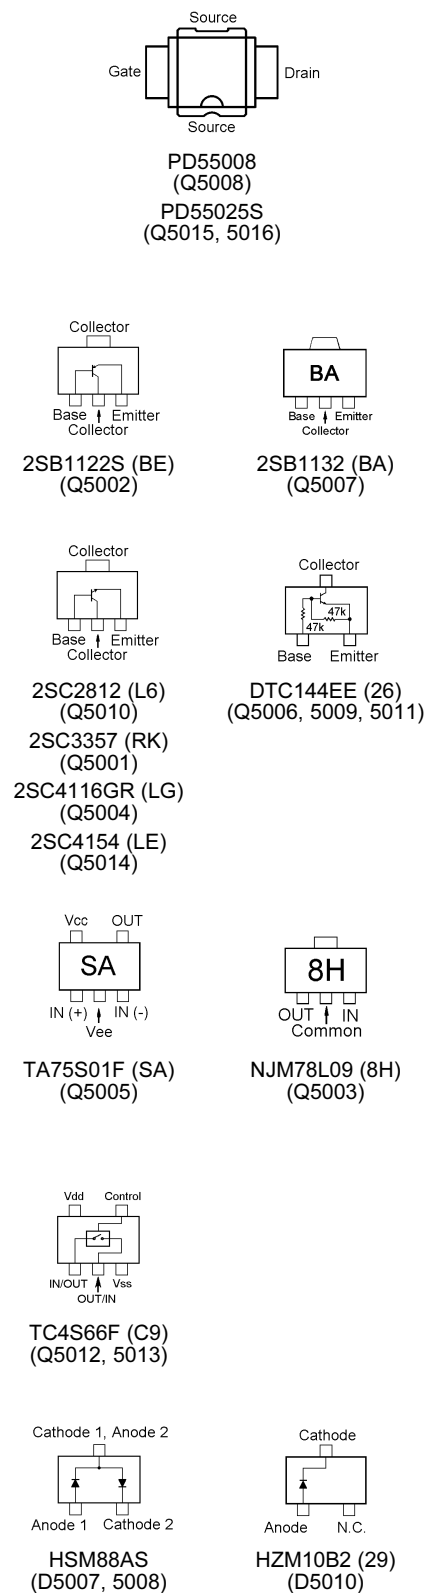 Source
Gate
Drain
Source
PD55008
(Q5008)
PD55025S
(Q5015, 5016)
Collector
Base
Emitter
Collector
2SB1122S (BE)
(Q5002)
BA
Base
Emitter
Collector
2SB1132 (BA)
(Q5007)
Collector
Base
Emitter
Collector
2SC2812 (L6)
(Q5010)
2SC3357 (RK)
(Q5001)
2SC4116GR (LG)
(Q5004)
2SC4154 (LE)
(Q5014)
Collector
47k
47k
Base
Emitter
DTC144EE (26)
(Q5006, 5009, 5011)
Vcc
OUT
SA
IN (+)
IN (-)
Vee
TA75S01F (SA)
(Q5005)
8H
OUT
IN
Common
NJM78L09 (8H)
(Q5003)
Vdd
Control
IN/OUT
Vss
OUT/IN
TC4S66F (C9)
(Q5012, 5013)
Cathode 1, Anode 2
Anode 1
Cathode 2
HSM88AS
(D5007, 5008)
Cathode
Anode
N.C.
HZM10B2 (29)
(D5010)